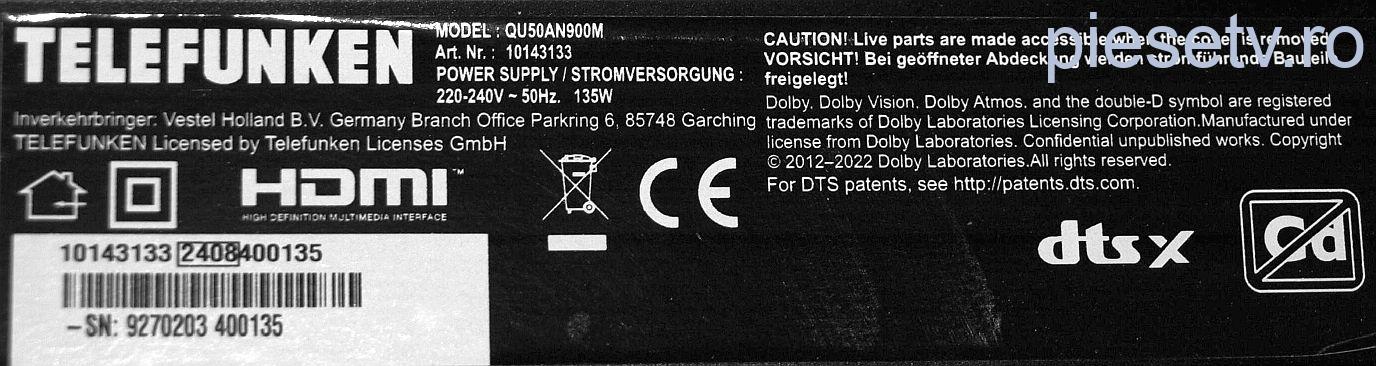 TELEFUNKEN
MODEL : QU50AN900M
Art. Nr. : 10143133
POWER SUPPLY / STROMVERSORGUNG :
220-240V ~ 50Hz. 135W
Inverkehrbringer: Vestel Holland B.V. Germany Branch Office Parkring 6, 85748 Garching
TELEFUNKEN Licensed by Telefunken Licenses GmbH
HDMI™
HIGH DEFINITION MULTIMEDIA INTERFACE
10143133 2408400135
-SN: 9270203 400135
CE
piesetv.ro
CAUTION! Live parts are made accessible when the cover is removed
VORSICHT! Bei geöffneter Abdeckung werden stromführende Bauteile
freigelegt!
Dolby, Dolby Vision, Dolby Atmos, and the double-D symbol are registered
trademarks of Dolby Laboratories Licensing Corporation.Manufactured under
license from Dolby Laboratories. Confidential unpublished works. Copyright
© 2012–2022 Dolby Laboratories.All rights reserved.
For DTS patents, see http://patents.dts.com.
dts x
Cd